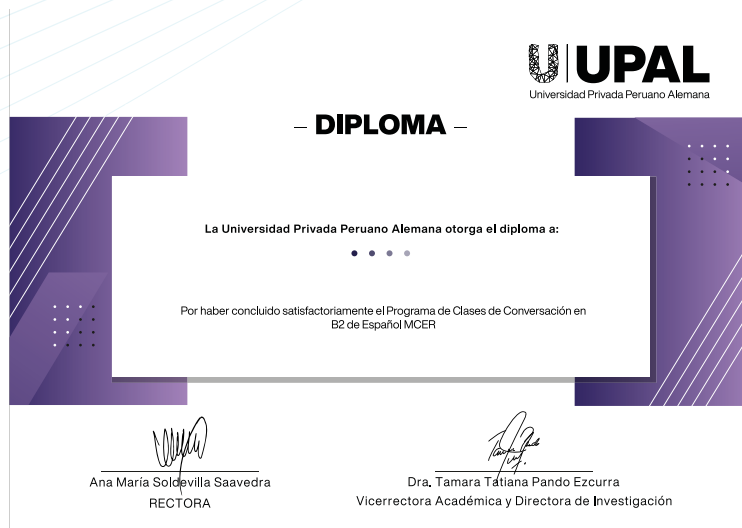 UPAL
Universidad Privada Peruano Alemana
– DIPLOMA –
La Universidad Privada Peruano Alemana otorga el diploma a:
Por haber concluido satisfactoriamente el Programa de Clases de Conversación en
B2 de Español MCER
Ana María Soldevilla Saavedra
RECTORA
Dra. Tamara Tatiana Pando Ezcurra
Vicerrectora Académica y Directora de Investigación